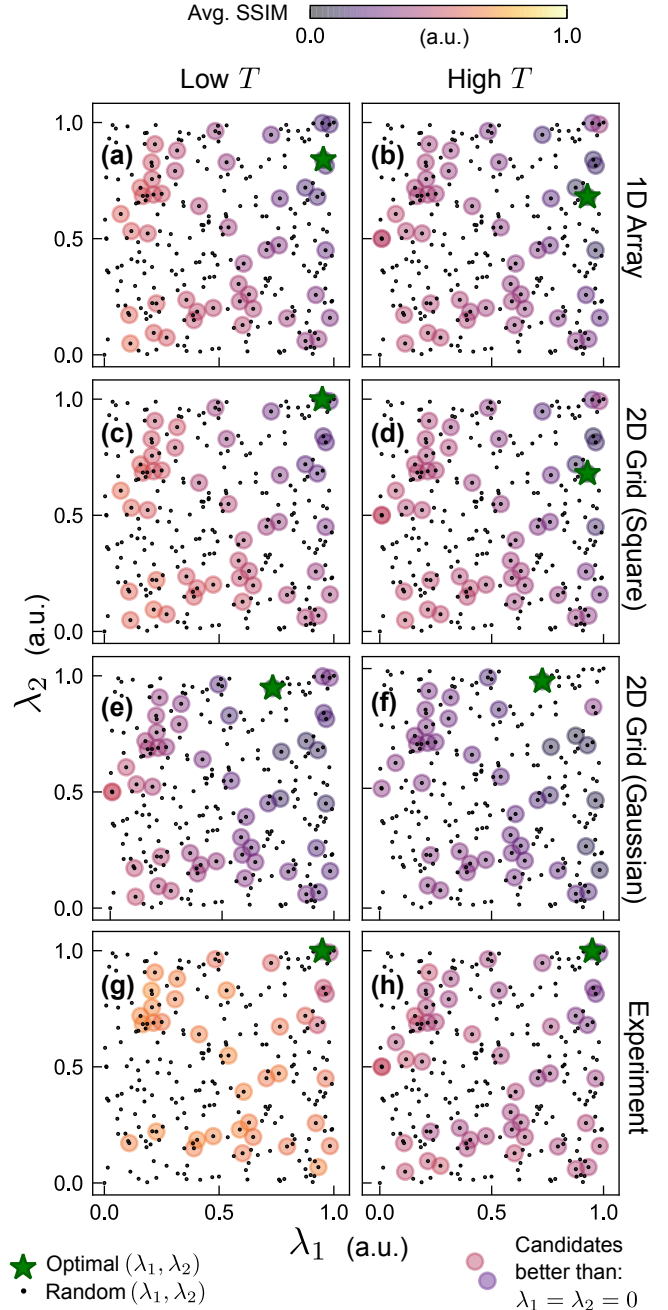 Avg. SSIM
0.0
(a.u.)
1.0
Low T
High T
1.0
(a)
(b)
1D Array
0.5
0.0
1.0
(c)
(d)
2D Grid (Square)
0.5
0.0
λ₂ (a.u.)
1.0
(e)
(f)
2D Grid (Gaussian)
0.5
0.0
1.0
(g)
(h)
Experiment
0.5
0.0
0.0
0.5
1.0
0.0
0.5
1.0
λ₁ (a.u.)
Optimal (λ₁, λ₂)
Random (λ₁, λ₂)
Candidates
better than:
λ₁ = λ₂ = 0